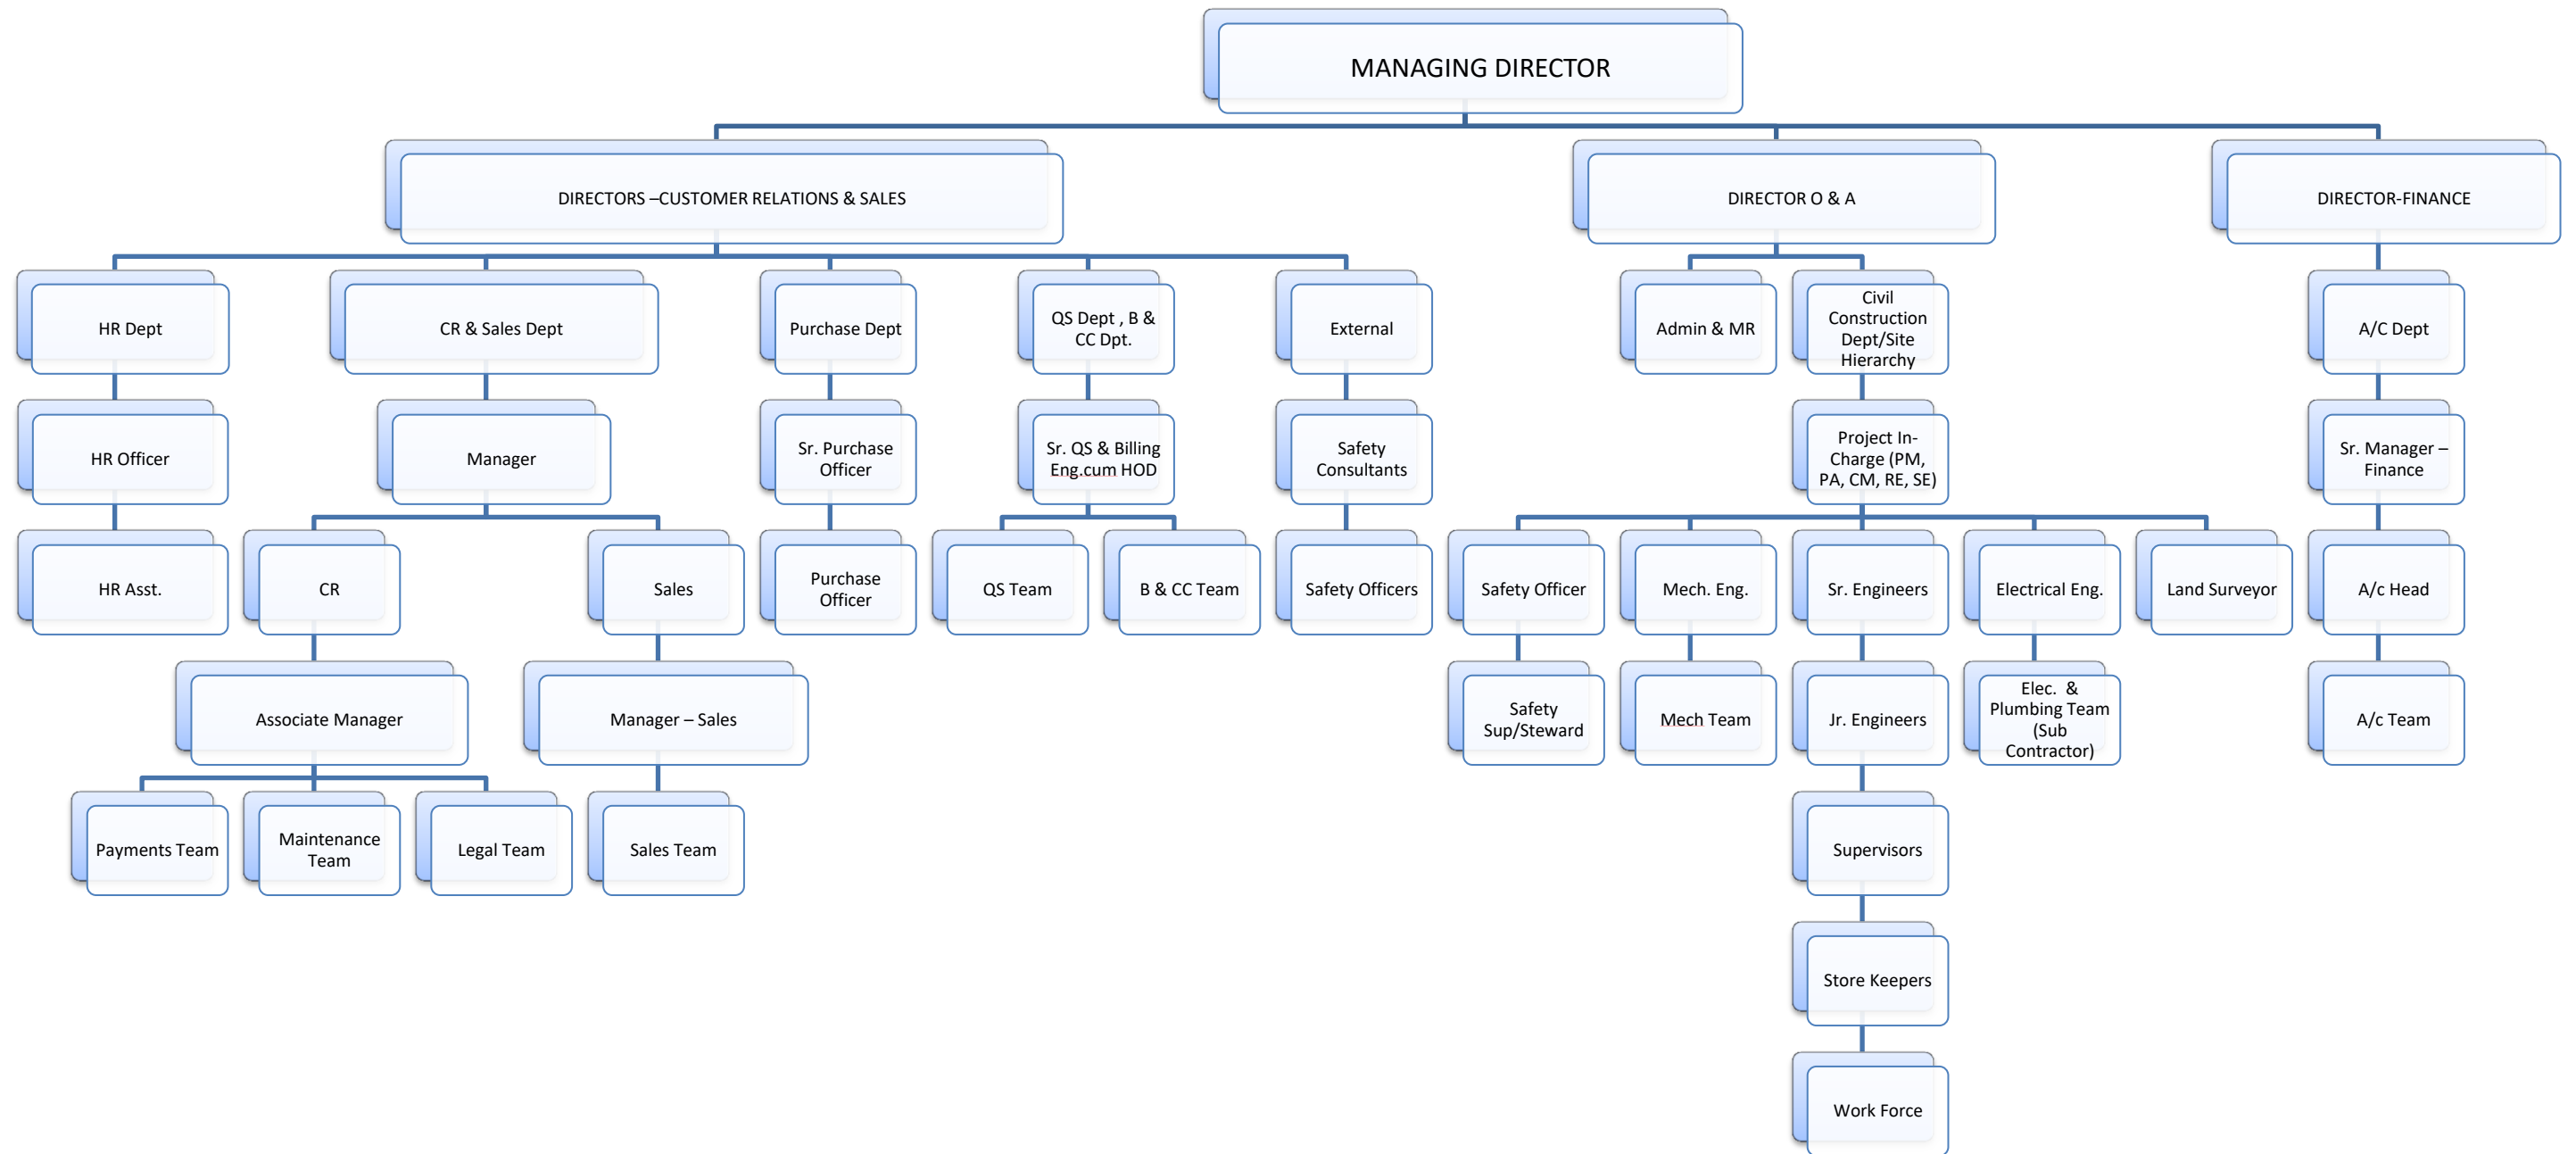 MANAGING DIRECTOR
DIRECTORS –CUSTOMER RELATIONS & SALES
DIRECTOR O & A
DIRECTOR-FINANCE
HR Dept
CR & Sales Dept
Purchase Dept
QS Dept , B &
CC Dpt.
External
Admin & MR
Civil
Construction
Dept/Site
Hierarchy
A/C Dept
HR Officer
Manager
Sr. Purchase
Officer
Sr. QS & Billing
Eng.cum HOD
Safety
Consultants
Project In-
Charge (PM,
PA, CM, RE, SE)
Sr. Manager –
Finance
HR Asst.
CR
Sales
Purchase
Officer
QS Team
B & CC Team
Safety Officers
Safety Officer
Mech. Eng.
Sr. Engineers
Electrical Eng.
Land Surveyor
A/c Head
Associate Manager
Manager – Sales
Safety
Sup/Steward
Mech Team
Jr. Engineers
Elec.  &
Plumbing Team
(Sub
Contractor)
A/c Team
Payments Team
Maintenance
Team
Legal Team
Sales Team
Supervisors
Store Keepers
Work Force